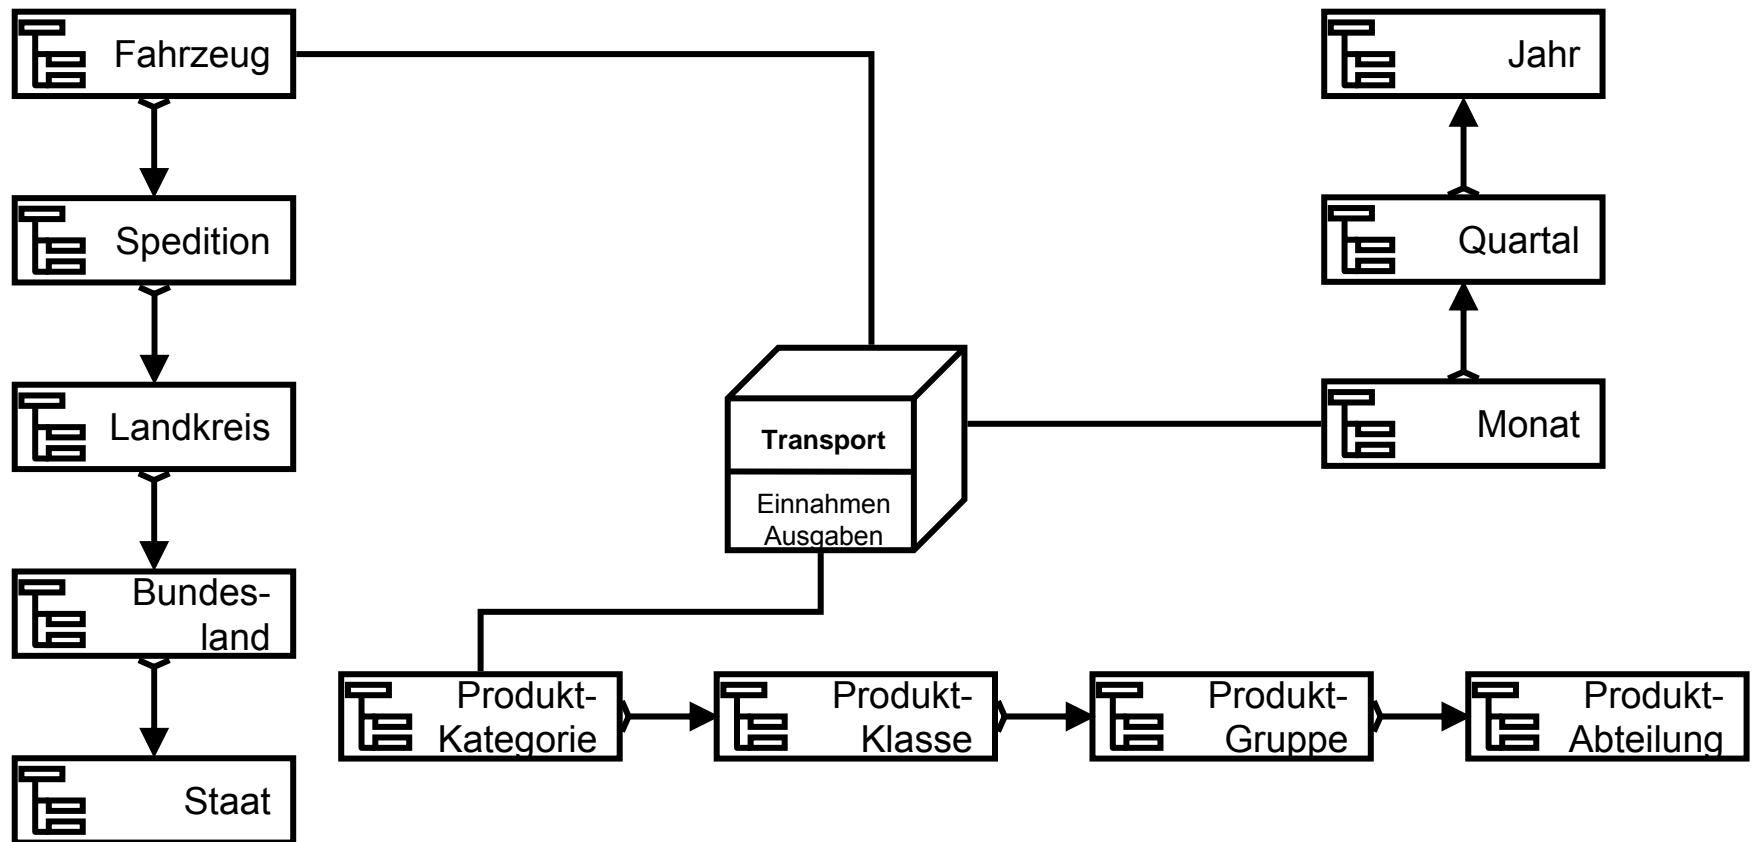 Fahrzeug
Jahr
Spedition
Quartal
Landkreis
Monat
Transport
Einnahmen
Ausgaben
Bundes-
land
Staat
Produkt-
Kategorie
Produkt-
Klasse
Produkt-
Gruppe
Produkt-
Abteilung